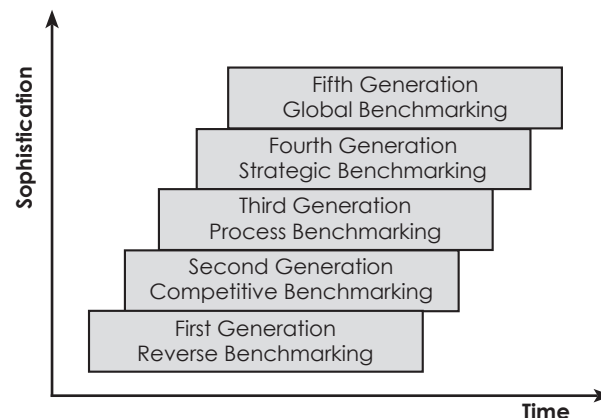 Sophistication
Fifth Generation
Global Benchmarking
Fourth Generation
Strategic Benchmarking
Third Generation
Process Benchmarking
Second Generation
Competitive Benchmarking
First Generation
Reverse Benchmarking
Time